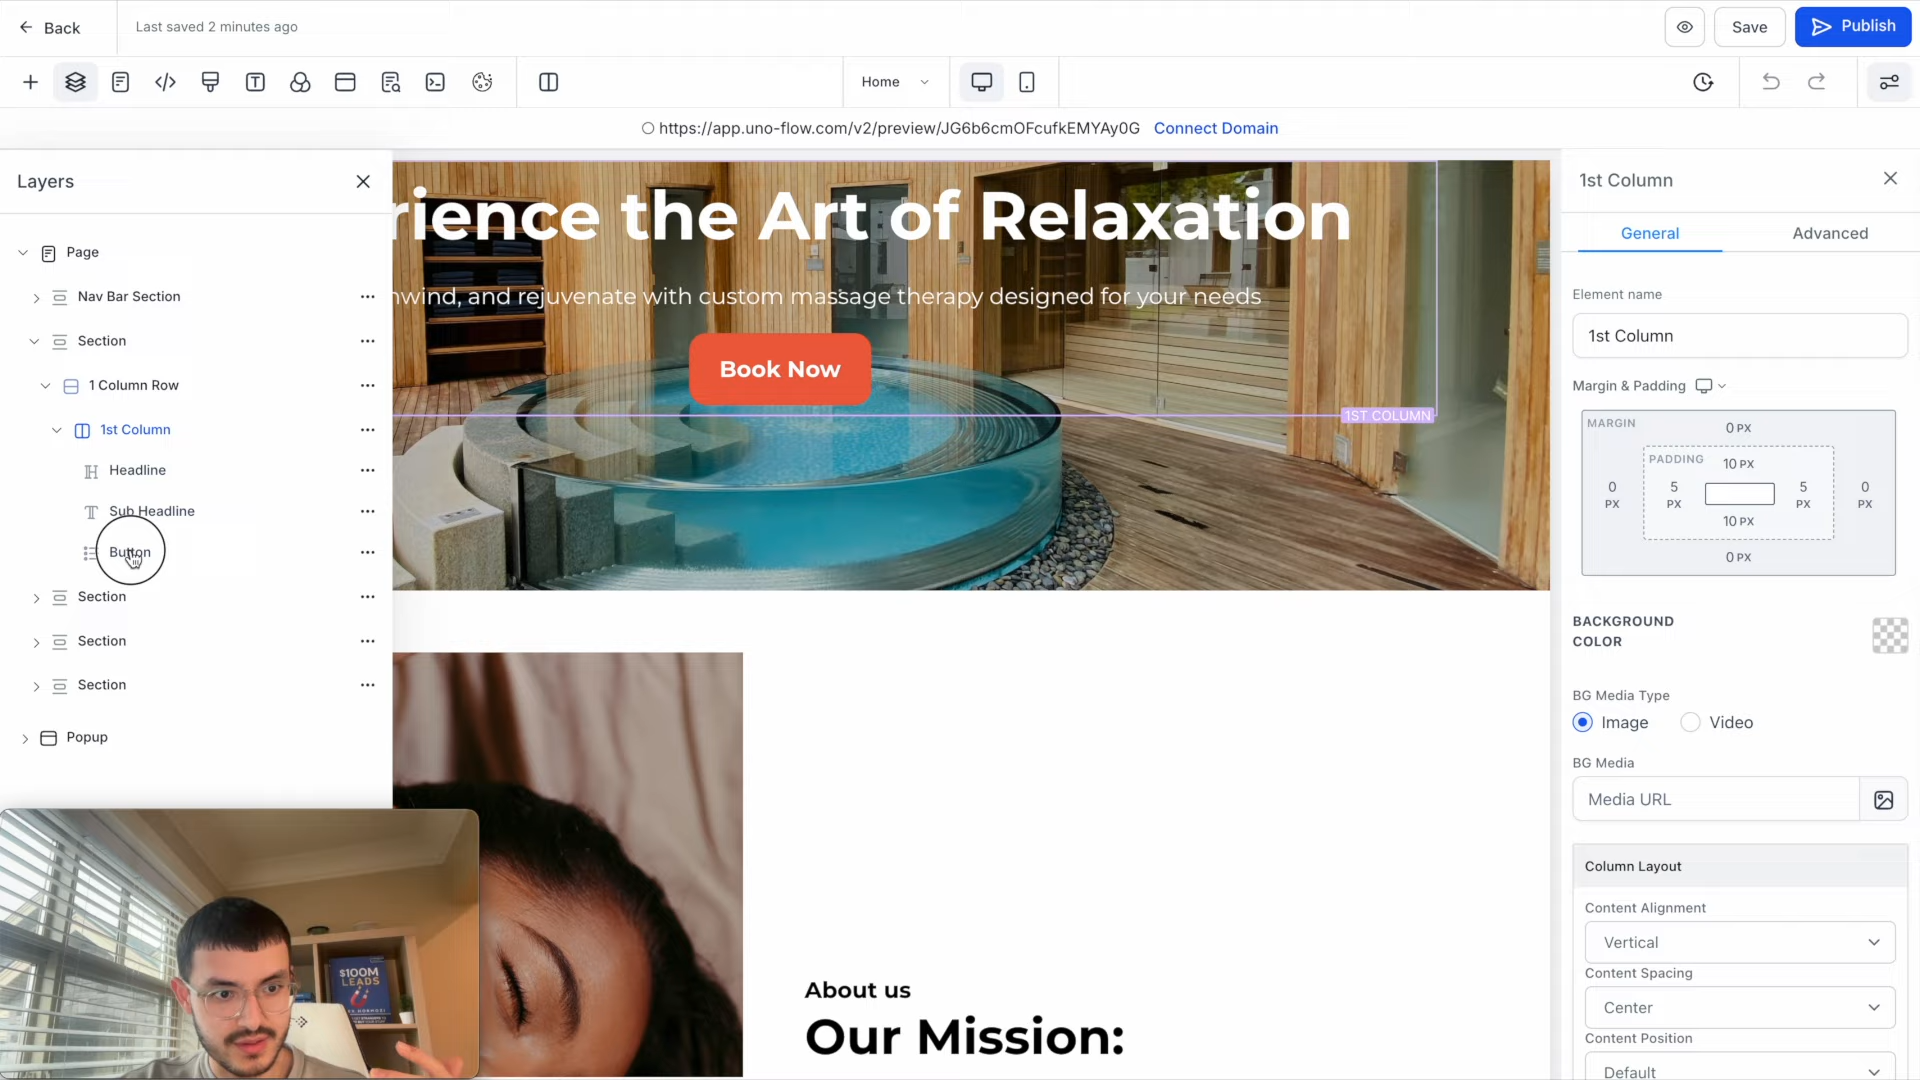 Back
Last saved 2 minutes ago
Save
Publish
Home
https://app.uno-flow.com/v2/preview/JG6b6cmOFcufkEMYAy0G Connect Domain
Layers
Page
Nav Bar Section
Section
1 Column Row
1st Column
Headline
Sub Headline
Button
Section
Section
Section
Popup
rience the Art of Relaxation
nwind, and rejuvenate with custom massage therapy designed for your needs
Book Now
1ST COLUMN
About us
Our Mission:
$100M
LEADS
1st Column
General
Advanced
Element name
1st Column
Margin & Padding
MARGIN
0 PX
PADDING
10 PX
0
PX
5
PX
5
PX
0
PX
10 PX
0 PX
BACKGROUND
COLOR
BG Media Type
Image
Video
BG Media
Media URL
Column Layout
Content Alignment
Vertical
Content Spacing
Center
Content Position
Default